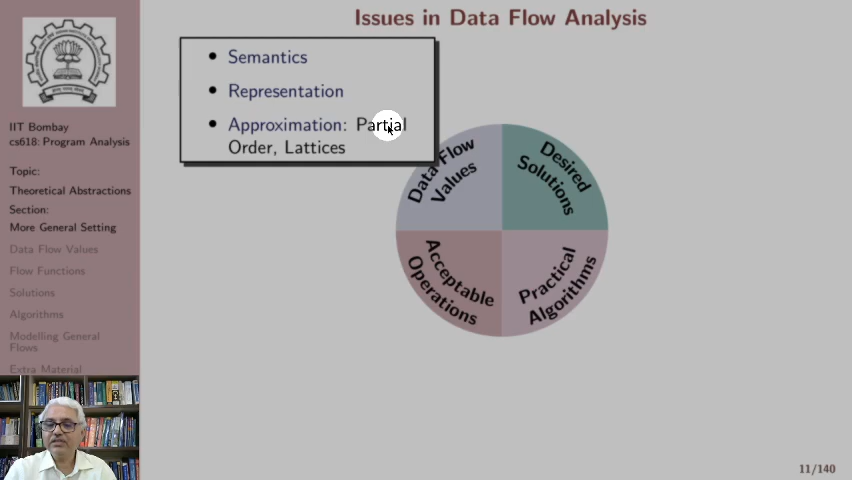 Issues in Data Flow Analysis
• Semantics
• Representation
• Approximation: Partial
Order, Lattices
Data Flow
Values
Desired
Solutions
Acceptable
Operations
Practical
Algorithms
IIT Bombay
cs618: Program Analysis
Topic:
Theoretical Abstractions
Section:
More General Setting
Data Flow Values
Flow Functions
Solutions
Algorithms
Modelling General
Flows
Extra Material
11/140